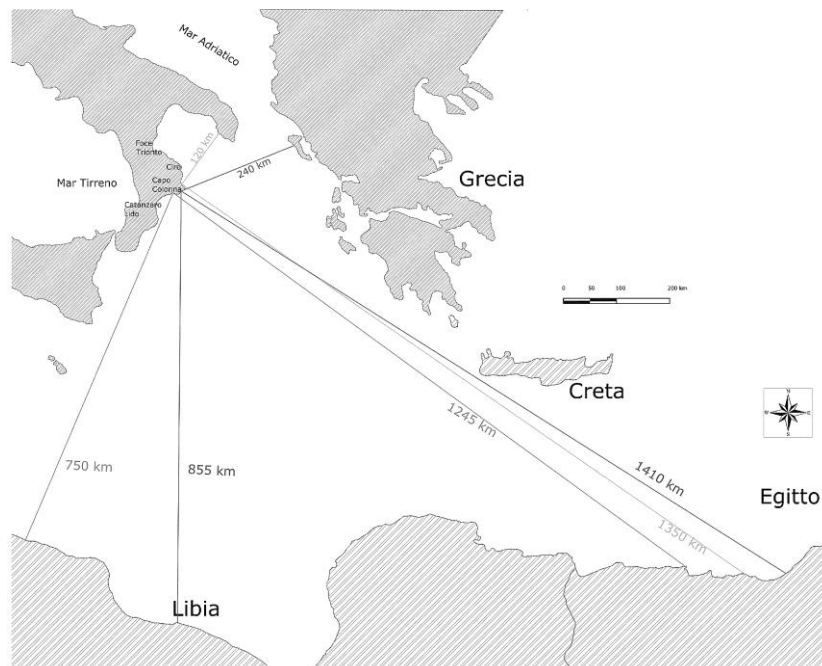 Mar Adriatico
120 km
Foce
Trionto
Cirò
240 km
Mar Tirreno
Capo
Colonna
Grecia
Catanzaro
Lido
0 50 100 200 km
Creta
N
W E
S
1245 km
750 km
855 km
1410 km
Egitto
1350 km
Libia